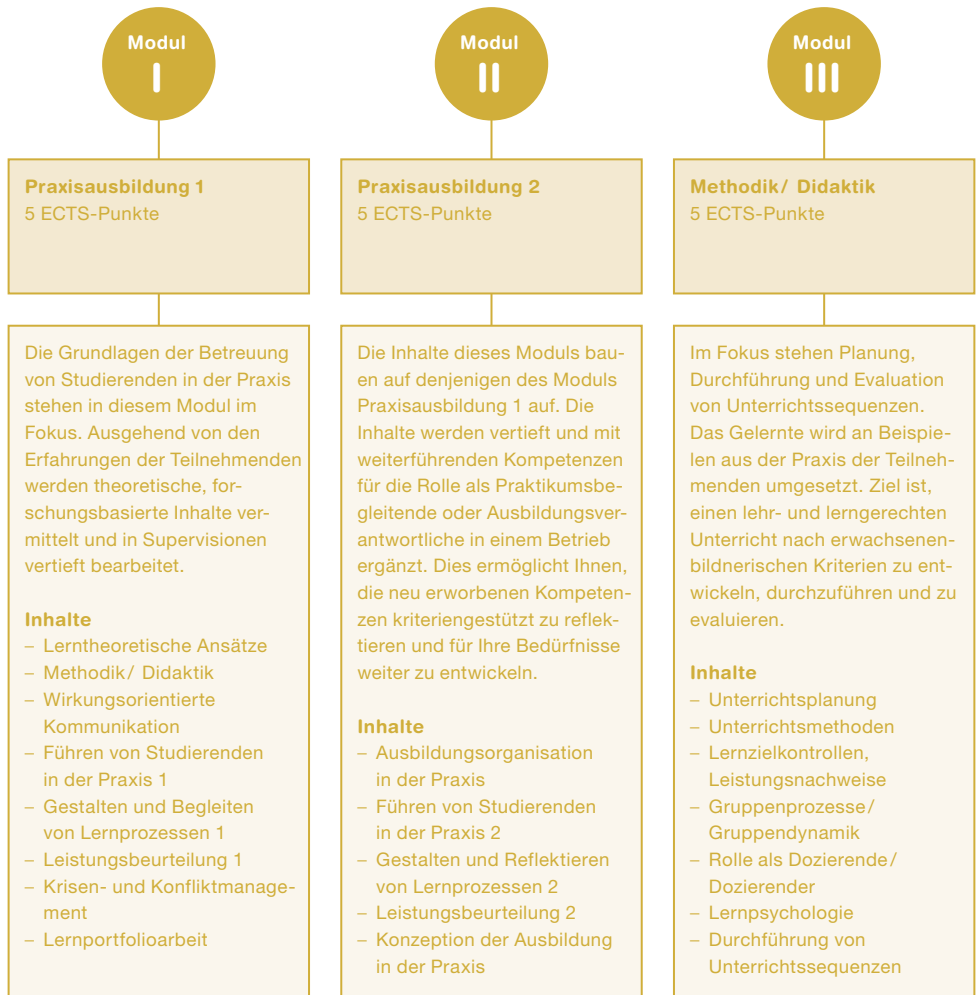 Modul
I
Praxisausbildung 1
5 ECTS-Punkte
Die Grundlagen der Betreuung
von Studierenden in der Praxis
stehen in diesem Modul im
Fokus. Ausgehend von den
Erfahrungen der Teilnehmenden
werden theoretische, for-
schungsbasierte Inhalte ver-
mittelt und in Supervisionen
vertieft bearbeitet.
Inhalte
– Lerntheoretische Ansätze
– Methodik/ Didaktik
– Wirkungsorientierte
Kommunikation
– Führen von Studierenden
in der Praxis 1
– Gestalten und Begleiten
von Lernprozessen 1
– Leistungsbeurteilung 1
– Krisen- und Konfliktmanage-
ment
– Lernportfolioarbeit
Modul
II
Praxisausbildung 2
5 ECTS-Punkte
Die Inhalte dieses Moduls bau-
en auf denjenigen des Moduls
Praxisausbildung 1 auf. Die
Inhalte werden vertieft und mit
weiterführenden Kompetenzen
für die Rolle als Praktikumsbe-
gleitende oder Ausbildungsver-
antwortliche in einem Betrieb
ergänzt. Dies ermöglicht Ihnen,
die neu erworbenen Kompeten-
zen kriteriengestützt zu reflek-
tieren und für Ihre Bedürfnisse
weiter zu entwickeln.
Inhalte
– Ausbildungsorganisation
in der Praxis
– Führen von Studierenden
in der Praxis 2
– Gestalten und Reflektieren
von Lernprozessen 2
– Leistungsbeurteilung 2
– Konzeption der Ausbildung
in der Praxis
Modul
III
Methodik/ Didaktik
5 ECTS-Punkte
Im Fokus stehen Planung,
Durchführung und Evaluation
von Unterrichtssequenzen.
Das Gelernte wird an Beispie-
len aus der Praxis der Teilneh-
menden umgesetzt. Ziel ist,
einen lehr- und lerngerechten
Unterricht nach erwachsenen-
bildnerischen Kriterien zu ent-
wickeln, durchzuführen und zu
evaluieren.
Inhalte
– Unterrichtsplanung
– Unterrichtsmethoden
– Lernzielkontrollen,
Leistungsnachweise
– Gruppenprozesse/
Gruppendynamik
– Rolle als Dozierende/
Dozierender
– Lernpsychologie
– Durchführung von
Unterrichtssequenzen